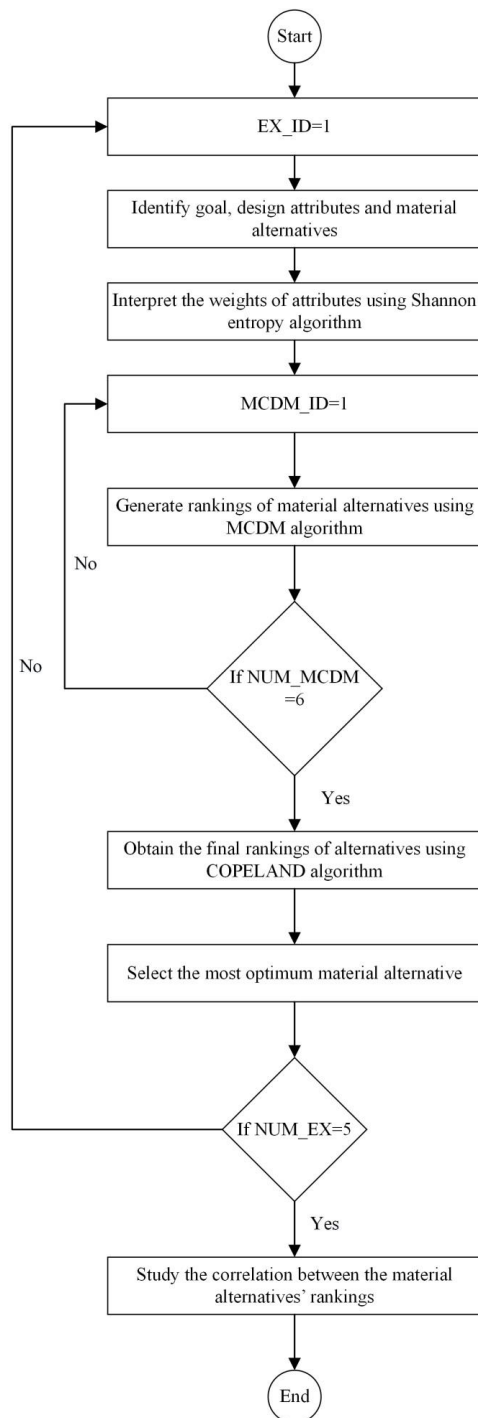 Start
EX_ID=1
Identify goal, design attributes and material
alternatives
Interpret the weights of attributes using Shannon
entropy algorithm
MCDM_ID=1
Generate rankings of material alternatives using
MCDM algorithm
No
No
If NUM_MCDM
=6
Yes
Obtain the final rankings of alternatives using
COPELAND algorithm
Select the most optimum material alternative
If NUM_EX=5
Yes
Study the correlation between the material
alternatives’ rankings
End